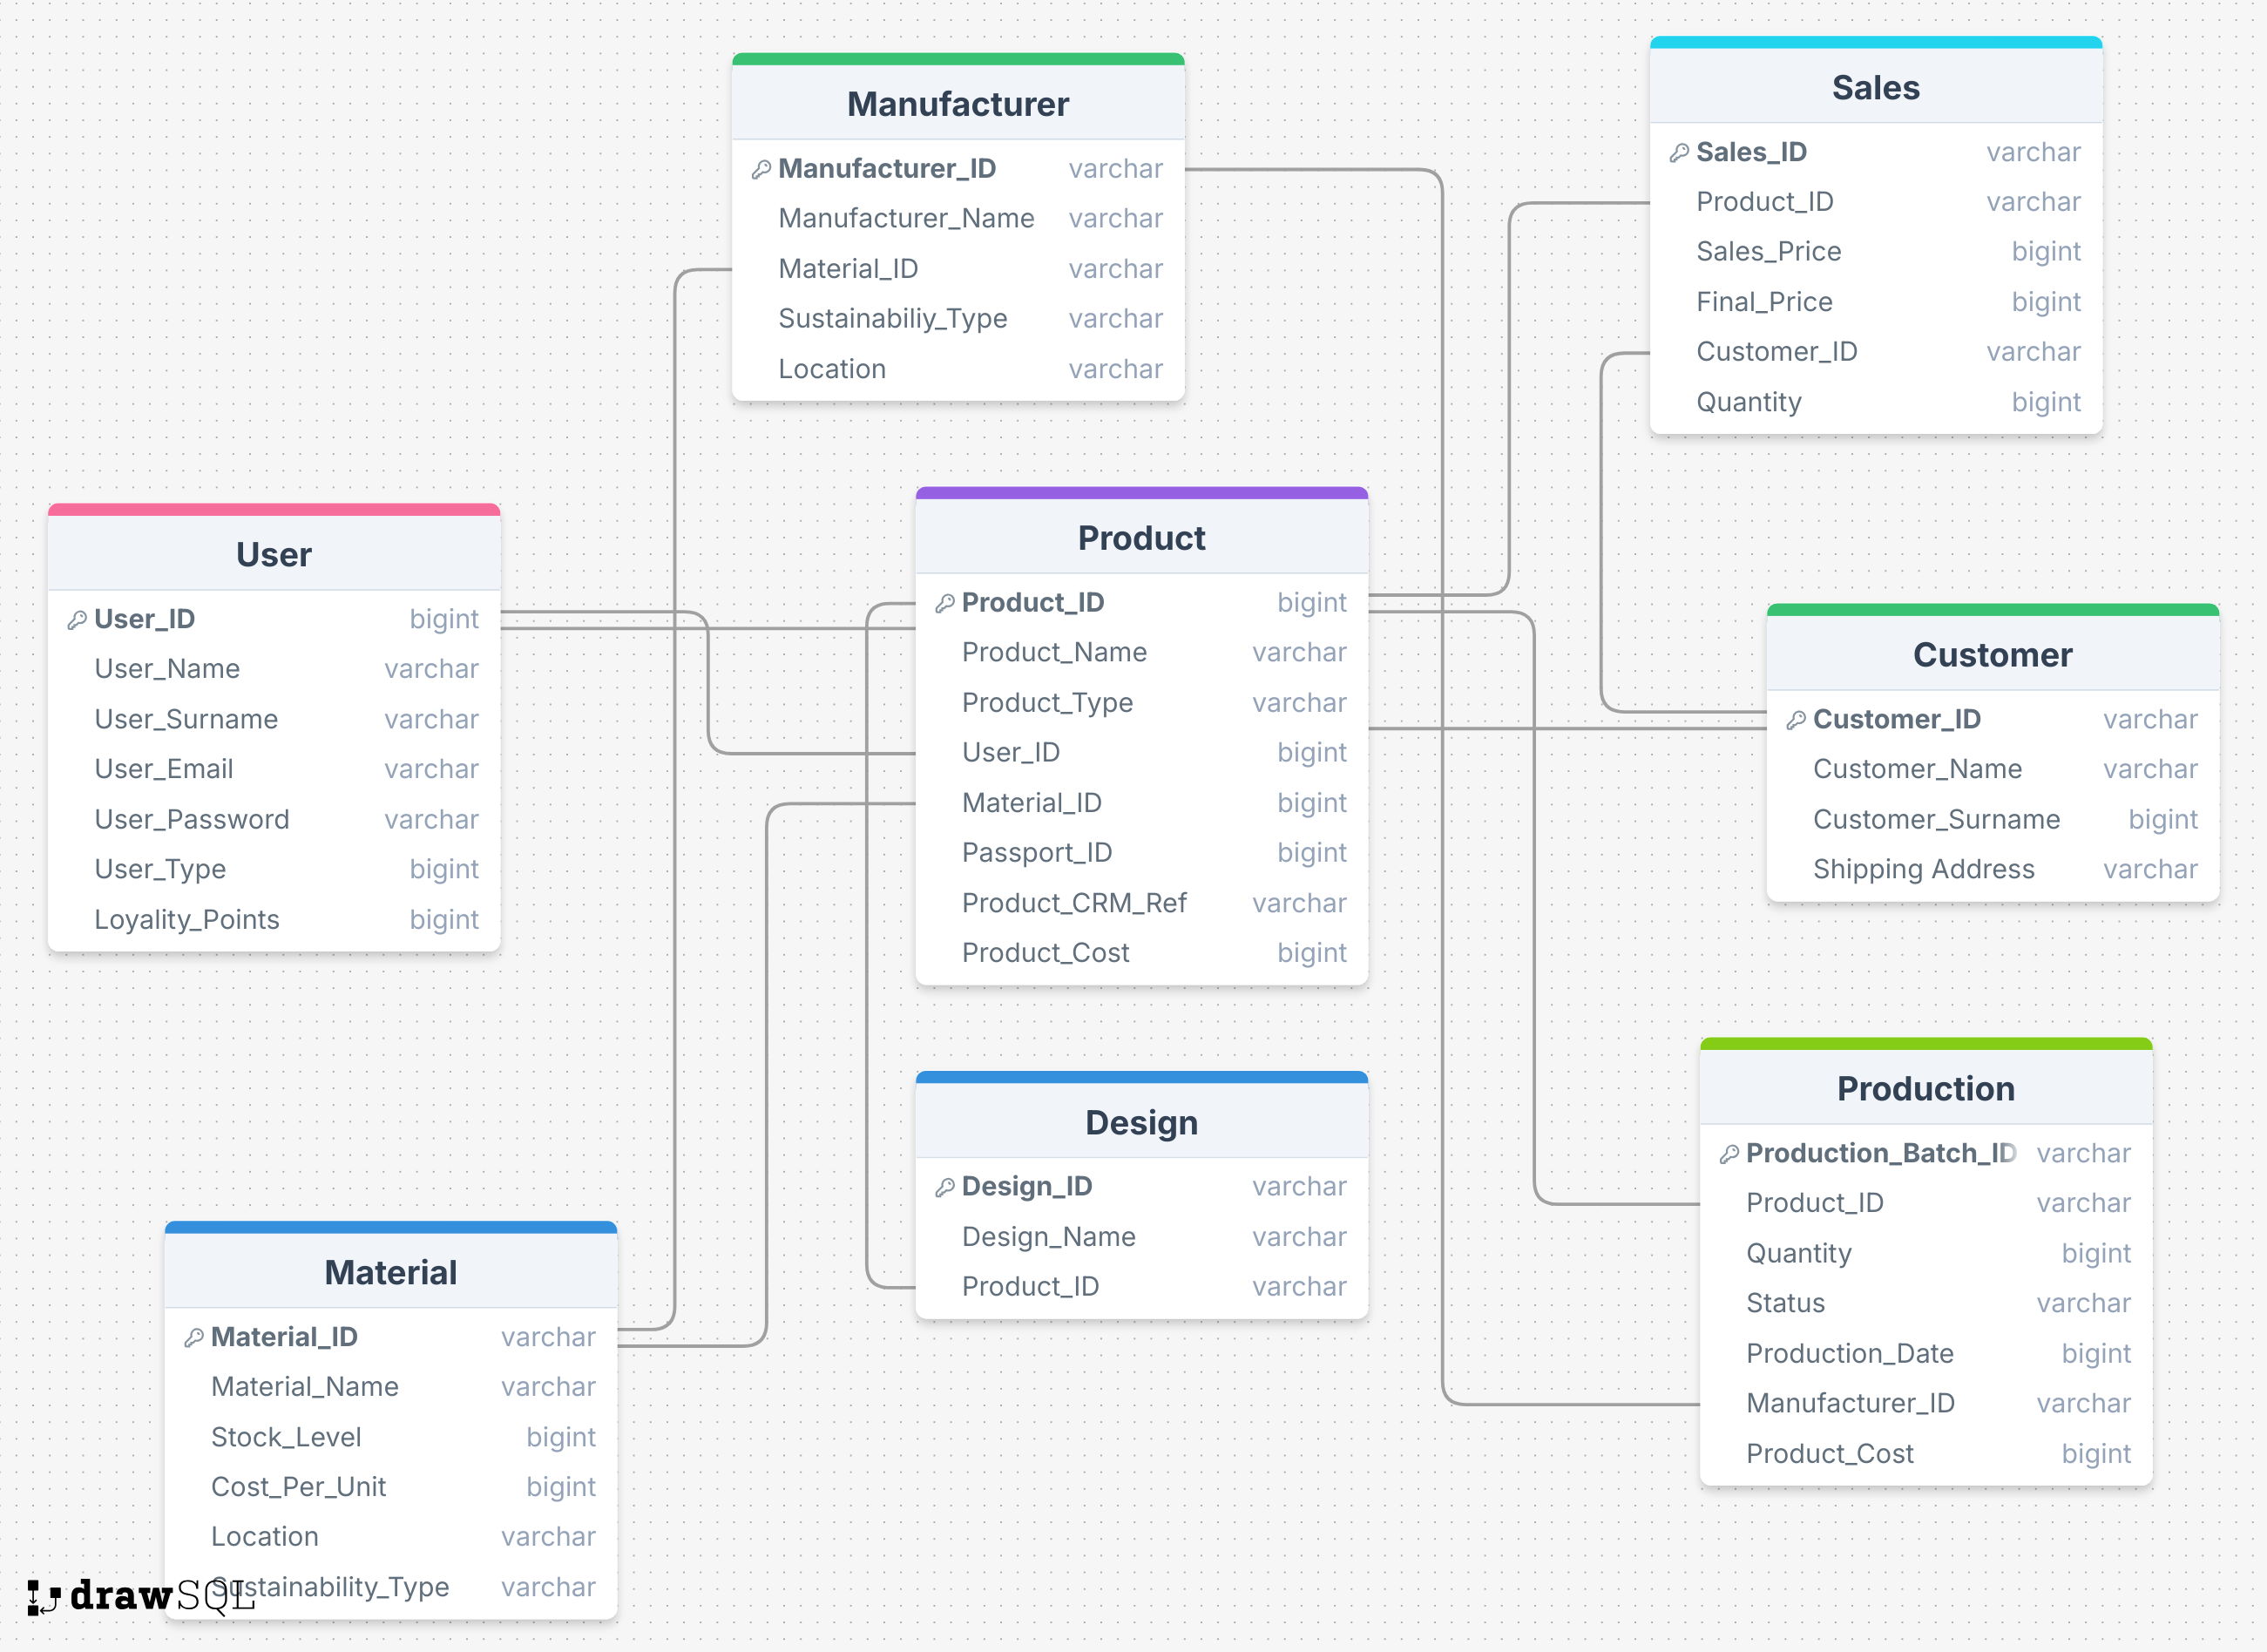 Manufacturer
Manufacturer_ID varchar
Manufacturer_Name varchar
Material_ID varchar
Sustainabiliy_Type varchar
Location varchar
Sales
Sales_ID varchar
Product_ID varchar
Sales_Price bigint
Final_Price bigint
Customer_ID varchar
Quantity bigint
User
User_ID bigint
User_Name varchar
User_Surname varchar
User_Email varchar
User_Password varchar
User_Type bigint
Loyality_Points bigint
Product
Product_ID bigint
Product_Name varchar
Product_Type varchar
User_ID bigint
Material_ID bigint
Passport_ID bigint
Product_CRM_Ref varchar
Product_Cost bigint
Customer
Customer_ID varchar
Customer_Name varchar
Customer_Surname bigint
Shipping Address varchar
Design
Design_ID varchar
Design_Name varchar
Product_ID varchar
Production
Production_Batch_ID varchar
Product_ID varchar
Quantity bigint
Status varchar
Production_Date bigint
Manufacturer_ID varchar
Product_Cost bigint
Material
Material_ID varchar
Material_Name varchar
Stock_Level bigint
Cost_Per_Unit bigint
Location varchar
Sustainability_Type varchar
drawSQL